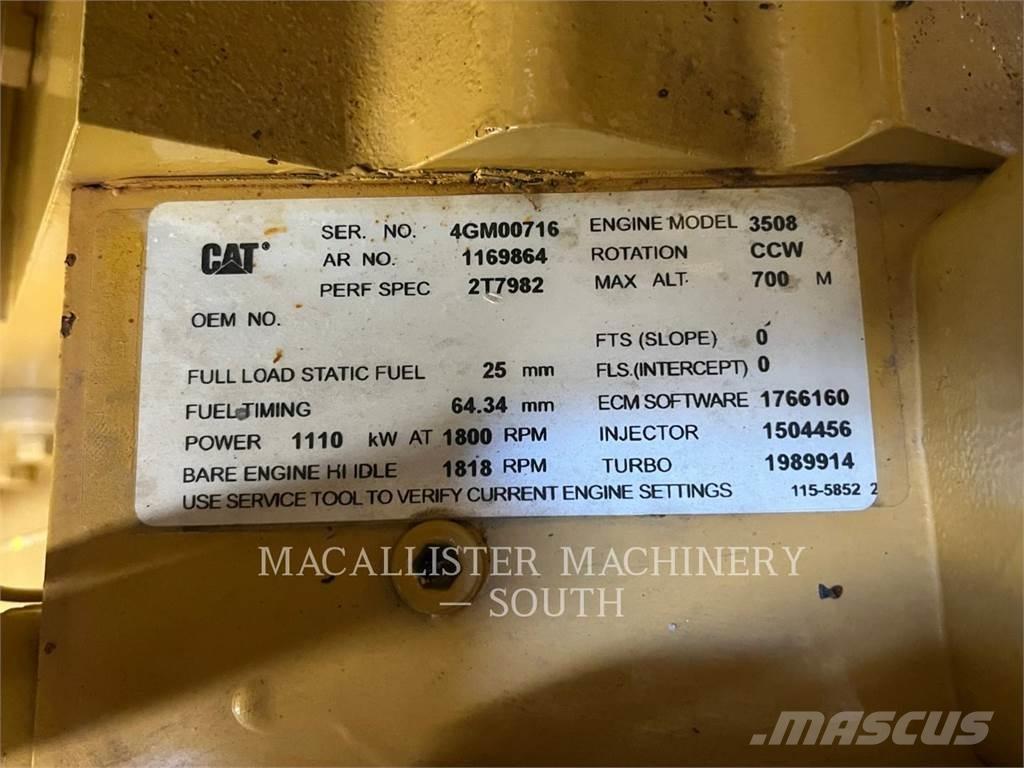 CAT®
SER. NO. 4GM00716 ENGINE MODEL 3508
AR NO. 1169864 ROTATION CCW
PERF SPEC 2T7982 MAX ALT. 700 M
OEM NO.
FTS (SLOPE) 0
FULL LOAD STATIC FUEL 25 mm FLS.(INTERCEPT) 0
FUEL TIMING 64.34 mm ECM SOFTWARE 1766160
POWER 1110 kW AT 1800 RPM INJECTOR 1504456
BARE ENGINE HI IDLE 1818 RPM TURBO 1989914
USE SERVICE TOOL TO VERIFY CURRENT ENGINE SETTINGS 115-5852 2
MACALLISTER MACHINERY
— SOUTH
MASCUS